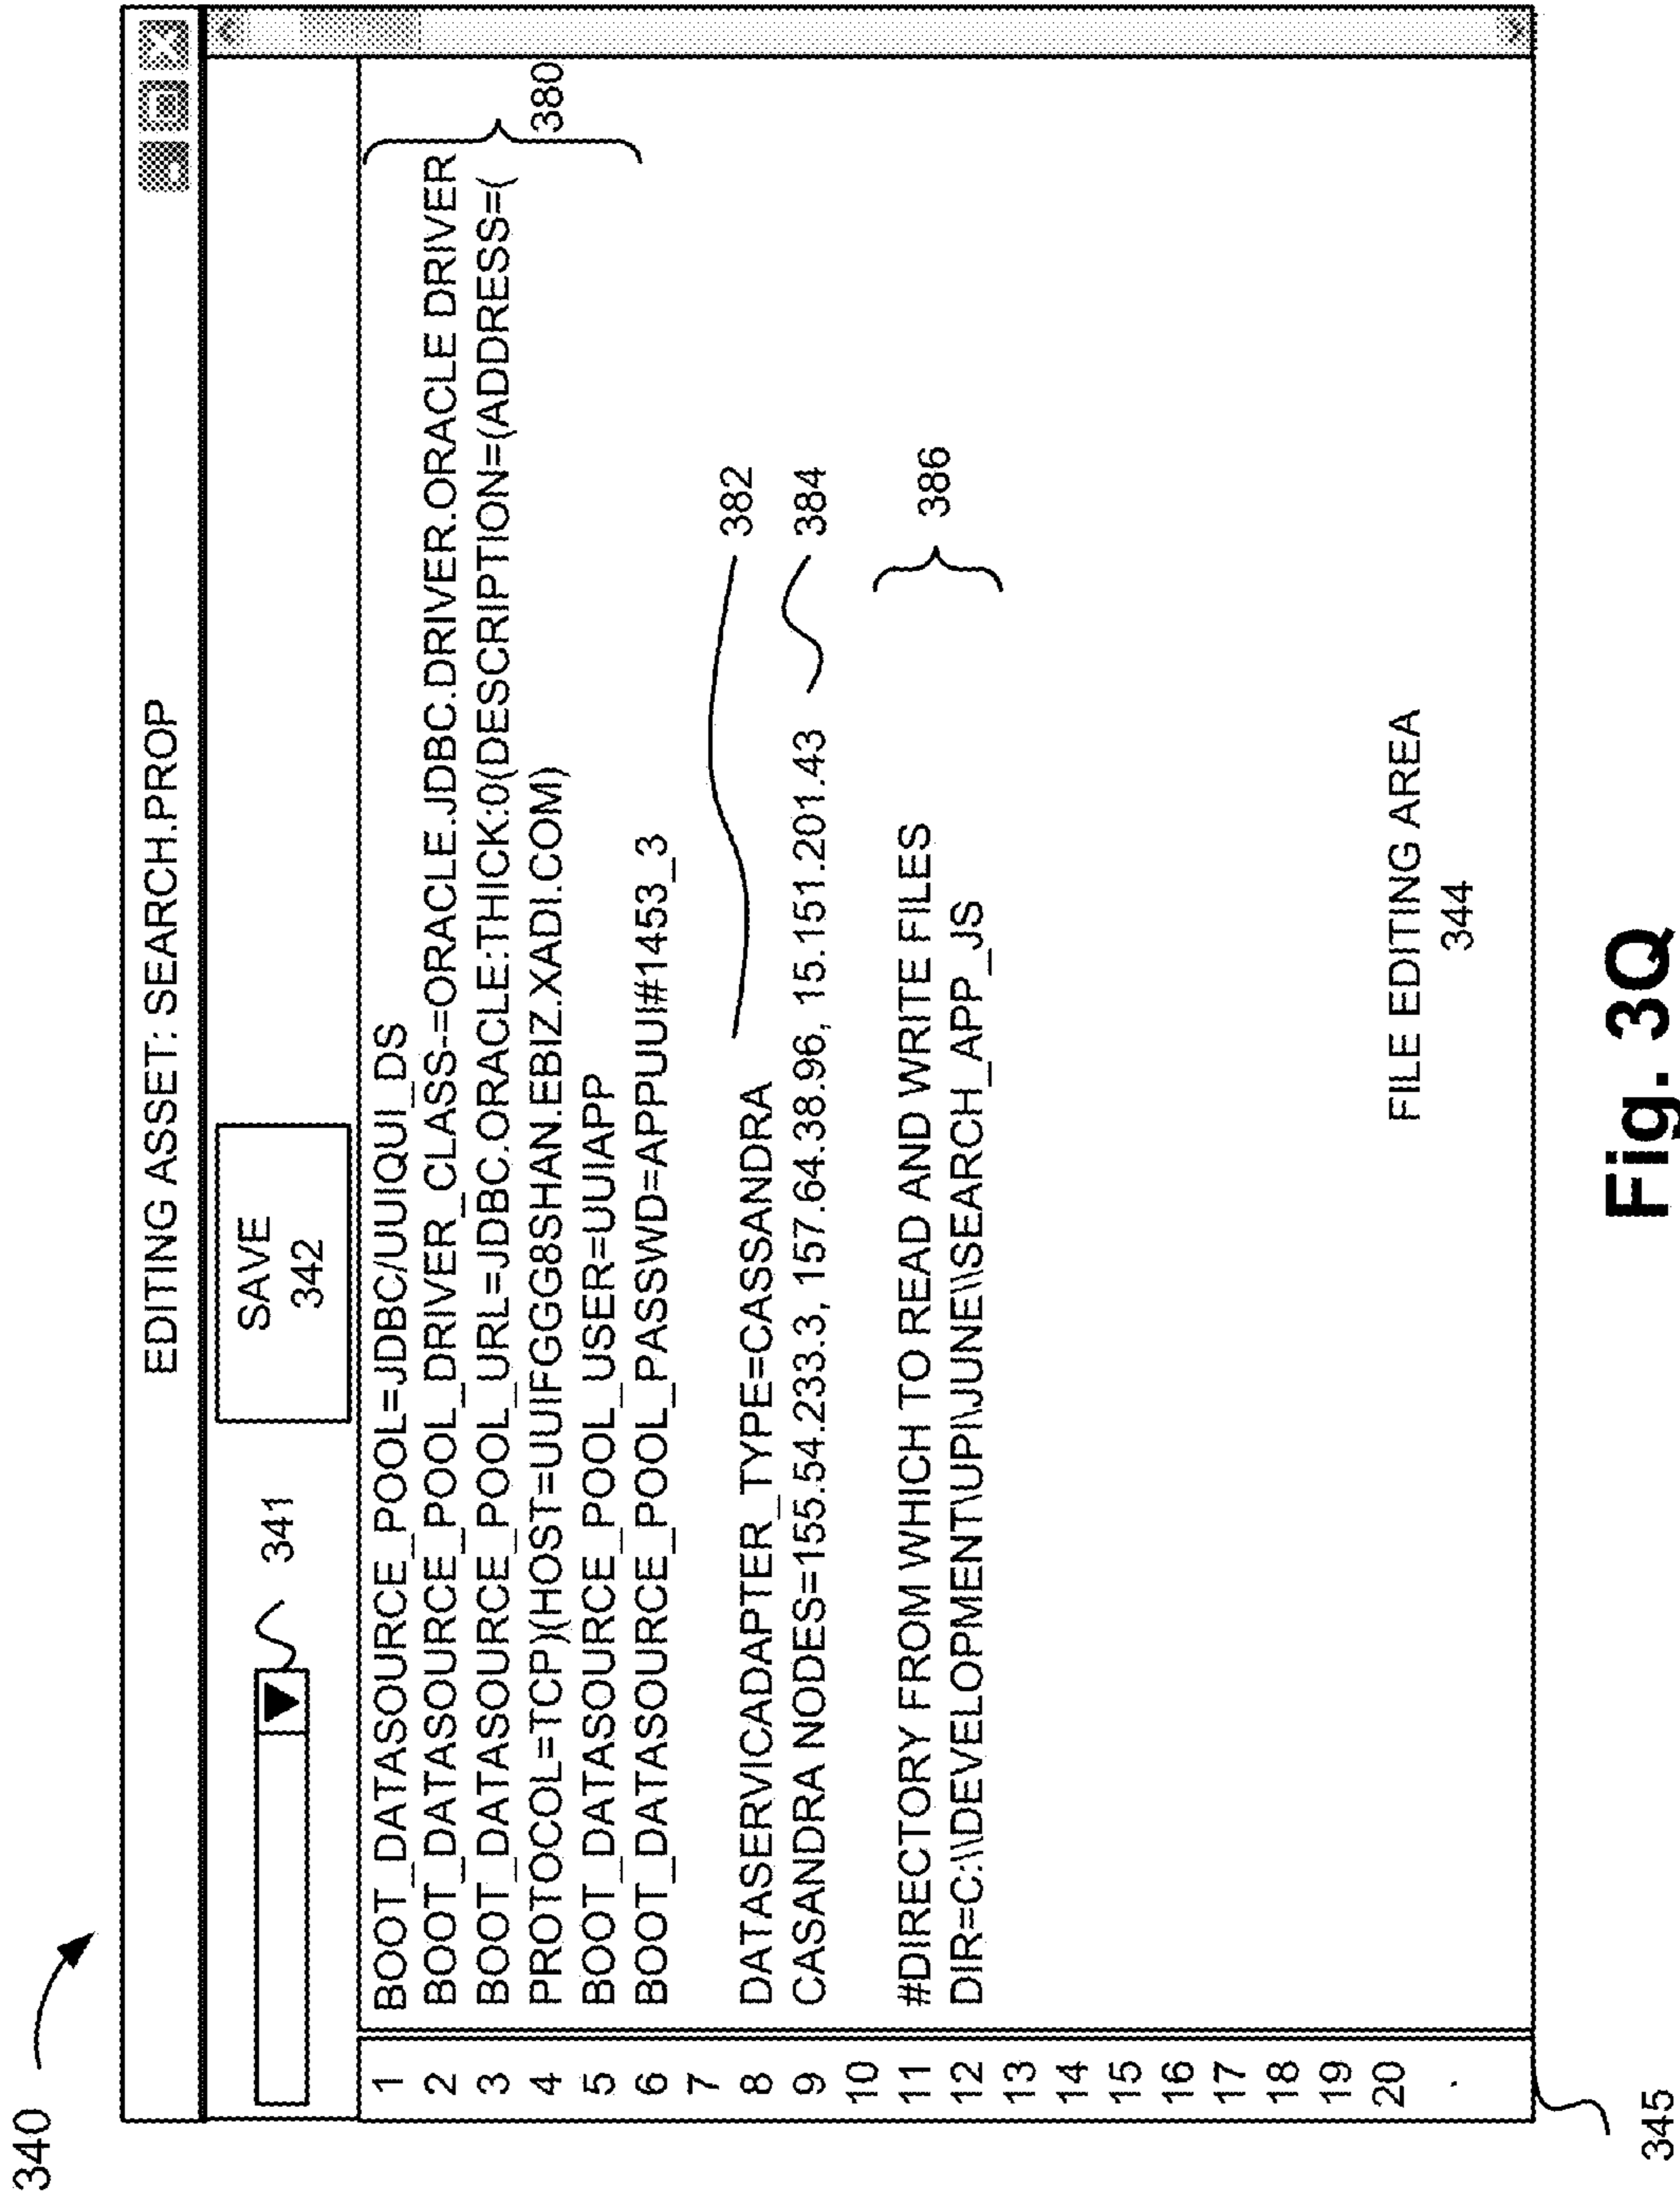 340
EDITING ASSET: SEARCH.PROP
X
341
SAVE
342
1 BOOT_DATASOURCE_POOL=JDBC/UUIQUI_DS
2 BOOT_DATASOURCE_POOL_DRIVER_CLASS-=ORACLE.JDBC.DRIVER.ORACLE DRIVER
3 BOOT_DATASOURCE_POOL_URL=JDBC.ORACLE:THICK:0(DESCRIPTION=(ADDRESS=(
4 PROTOCOL=TCP)(HOST=UUIFGGG8SHAN.EBIZ.XADI.COM)
380
5 BOOT_DATASOURCE_POOL_USER=UUIAPP
6 BOOT_DATASOURCE_POOL_PASSWD=APPUUI#1453_3
7
8 DATASERVICADAPTER_TYPE=CASSANDRA 382
9 CASANDRA NODES=155.54.233.3, 157.64.38.96, 15.151.201.43 384
10
11 #DIRECTORY FROM WHICH TO READ AND WRITE FILES
386
12 DIR=C:\\DEVELOPMENT\UPI\JUNE\\SEARCH_APP_JS
13
14
15
16
17
18
19
20
FILE EDITING AREA
344
345
Fig. 3Q